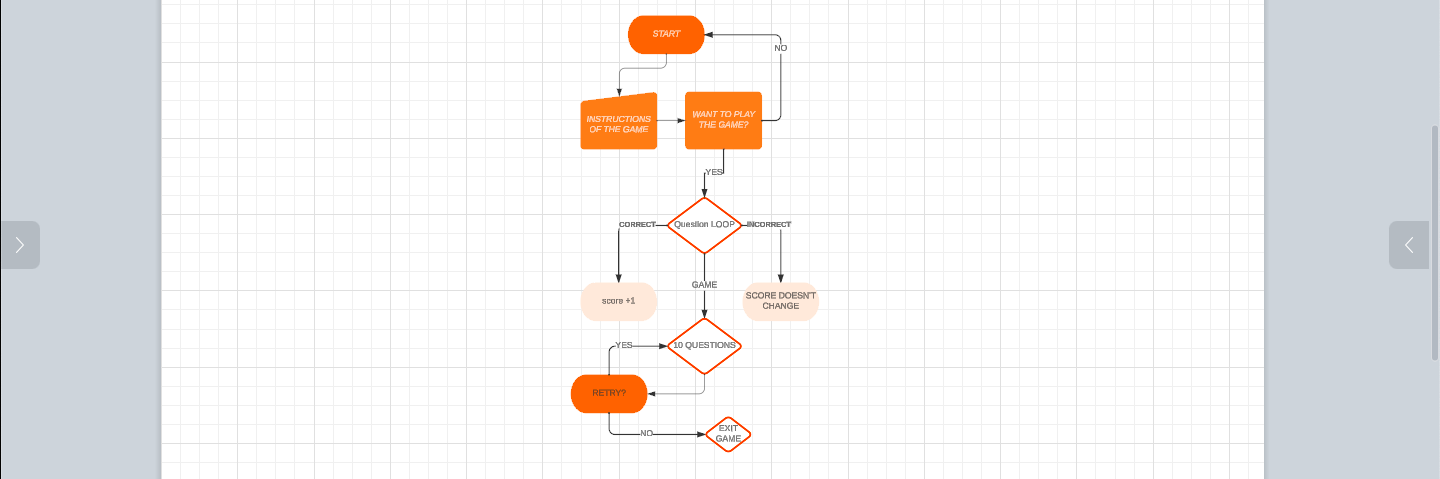 START
NO
INSTRUCTIONS
OF THE GAME
WANT TO PLAY
THE GAME?
YES
CORRECT
Question LOOP
INCORRECT
GAME
score +1
SCORE DOESN'T
CHANGE
YES
10 QUESTIONS
RETRY?
NO
EXIT
GAME